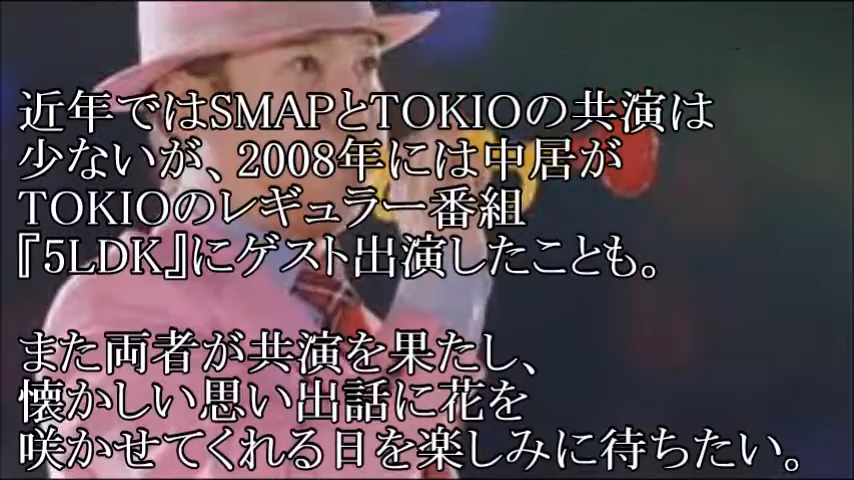 近年ではSMAPとTOKIOの共演は
少ないが、2008年には中居が
TOKIOのレギュラー番組
『5LDK』にゲスト出演したことも。
また両者が共演を果たし、
懐かしい思い出話に花を
咲かせてくれる日を楽しみに待ちたい。